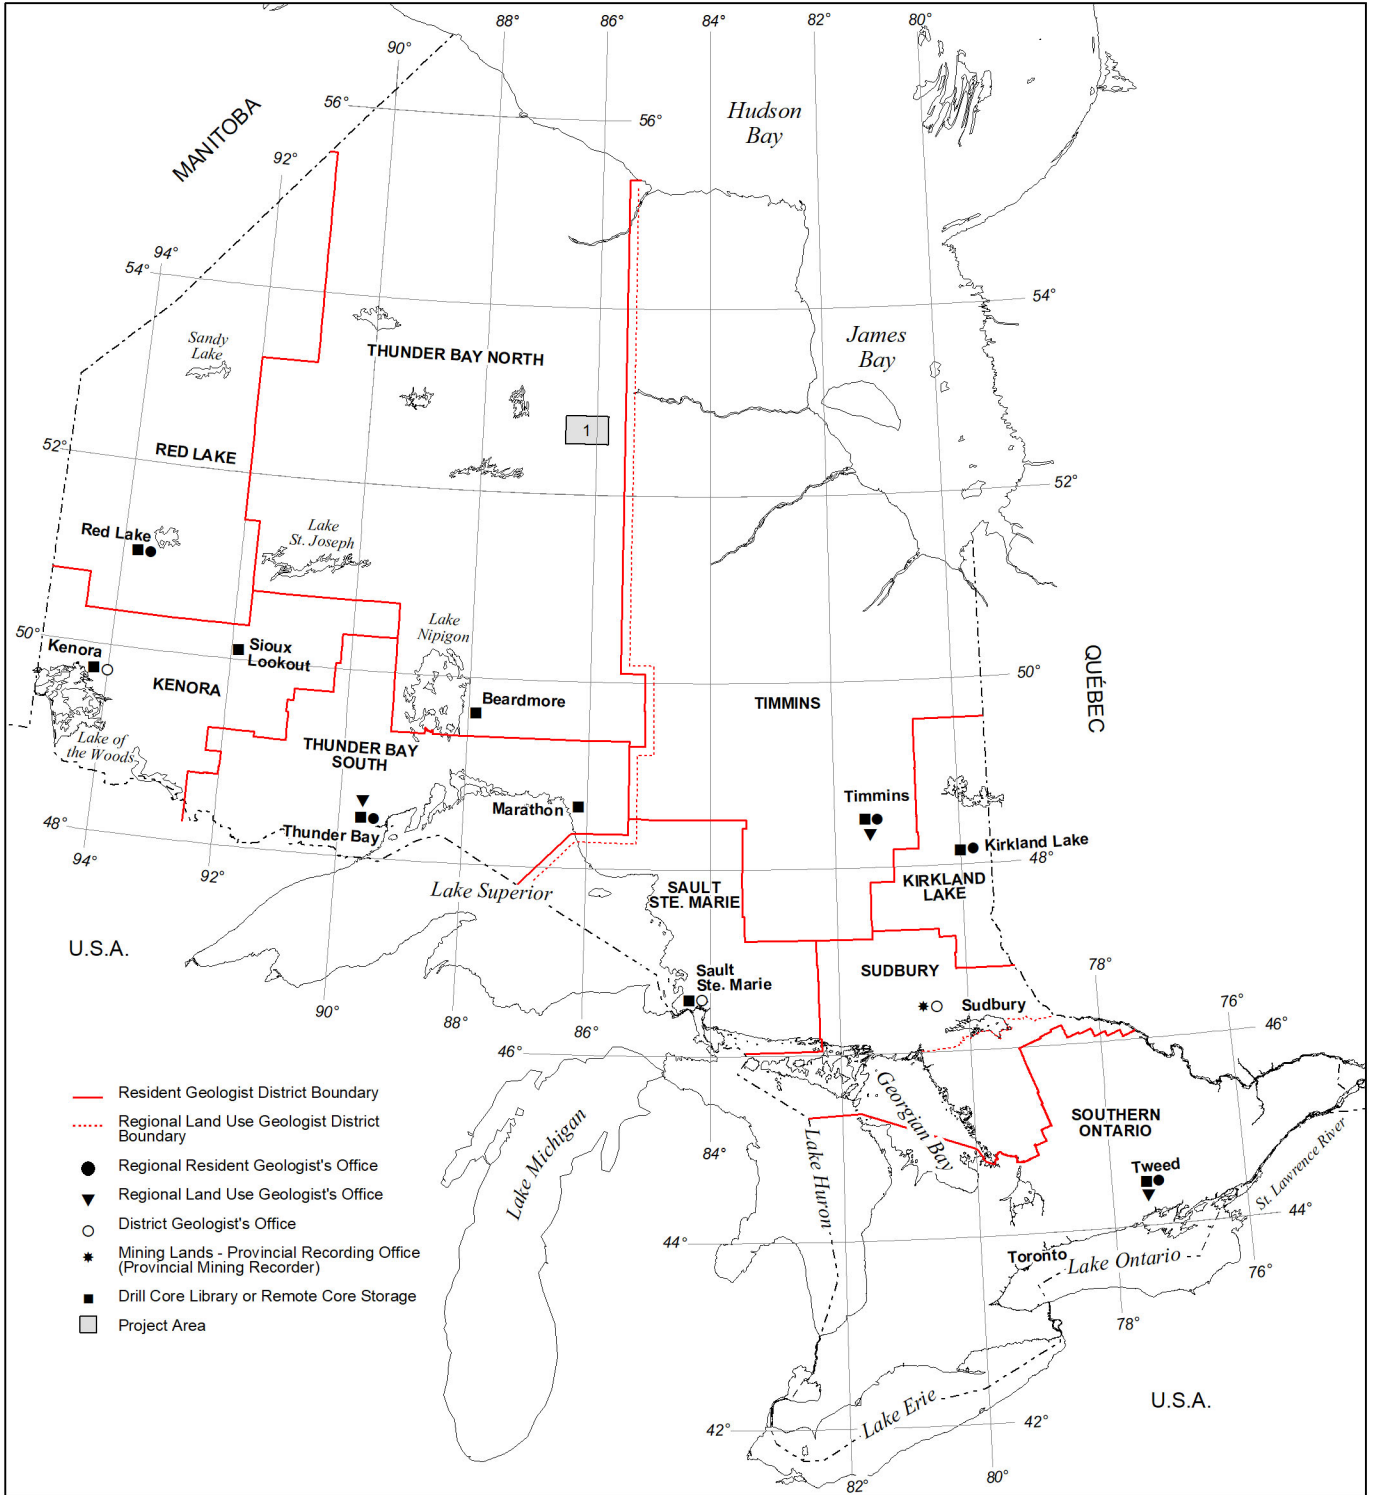 88°
86°
84°
82°
80°
90°
56°
56°
MANITOBA
Hudson
Bay
92°
94°
54°
54°
Sandy
Lake
THUNDER BAY NORTH
James
Bay
1
52°
RED LAKE
52°
Red Lake
Lake
St. Joseph
50°
Kenora
Sioux
Lookout
Lake
Nipigon
50°
QUÉBEC
KENORA
Beardmore
TIMMINS
Lake of
the Woods
THUNDER BAY
SOUTH
Timmins
Marathon
48°
Thunder Bay
Kirkland Lake
48°
94°
92°
Lake Superior
SAULT
STE. MARIE
KIRKLAND
LAKE
U.S.A.
SUDBURY
78°
Sault
Ste. Marie
Sudbury
76°
90°
88°
86°
46°
46°
Resident Geologist District Boundary
Regional Land Use Geologist District
Boundary
Regional Resident Geologist's Office
Regional Land Use Geologist's Office
District Geologist's Office
Mining Lands - Provincial Recording Office
(Provincial Mining Recorder)
Drill Core Library or Remote Core Storage
Project Area
Lake Michigan
Georgian Bay
Lake Huron
SOUTHERN
ONTARIO
84°
Tweed
St. Lawrence River
44°
44°
Toronto
Lake Ontario
76°
78°
Lake Erie
U.S.A.
42°
42°
82°
80°